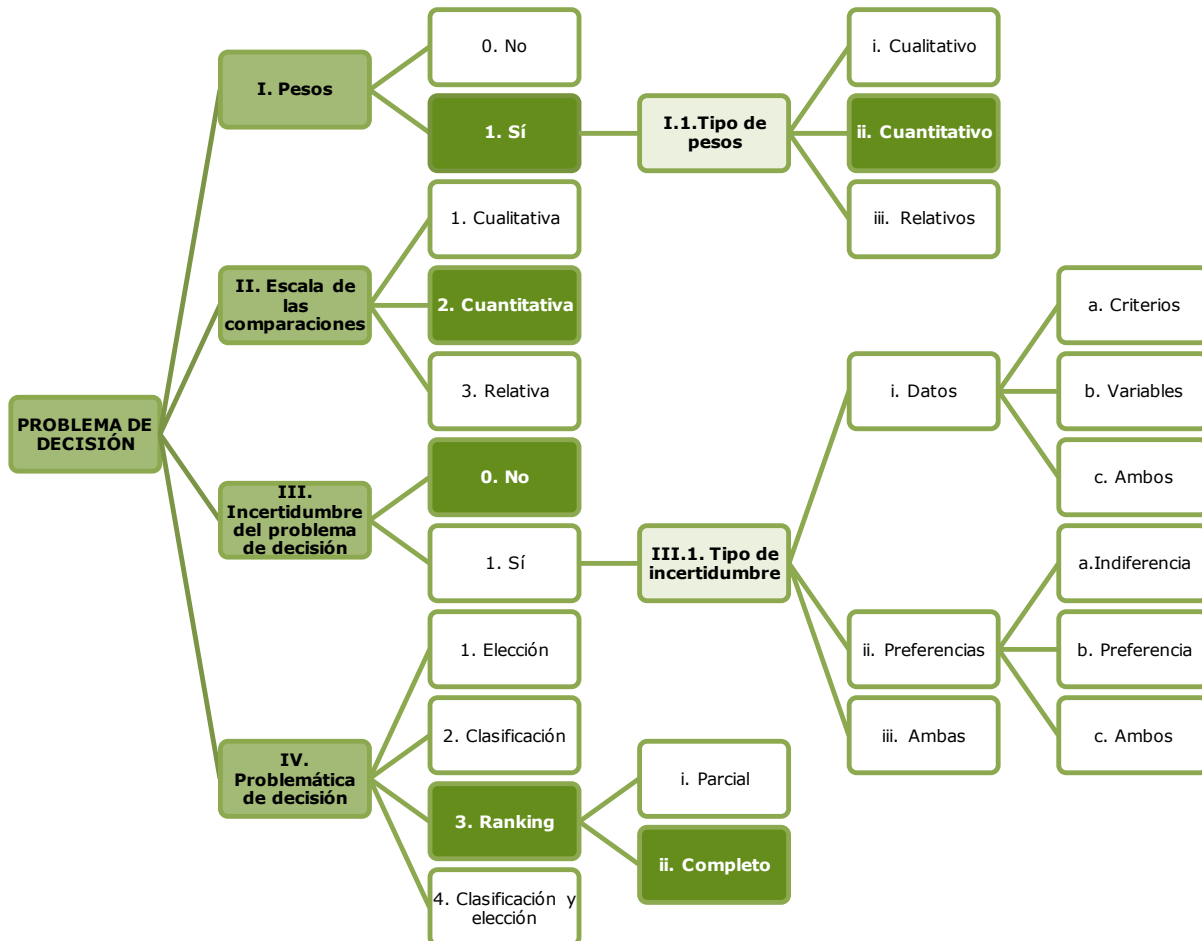 PROBLEMA DE
DECISIÓN
I. Pesos
0. No
1. Sí
I.1.Tipo de
pesos
i. Cualitativo
ii. Cuantitativo
iii. Relativos
II. Escala de
las
comparaciones
1. Cualitativa
2. Cuantitativa
3. Relativa
III.
Incertidumbre
del problema
de decisión
0. No
1. Sí
III.1. Tipo de
incertidumbre
i. Datos
a. Criterios
b. Variables
c. Ambos
ii. Preferencias
a.Indiferencia
b. Preferencia
c. Ambos
iii. Ambas
IV.
Problemática
de decisión
1. Elección
2. Clasificación
3. Ranking
i. Parcial
ii. Completo
4. Clasificación y
elección